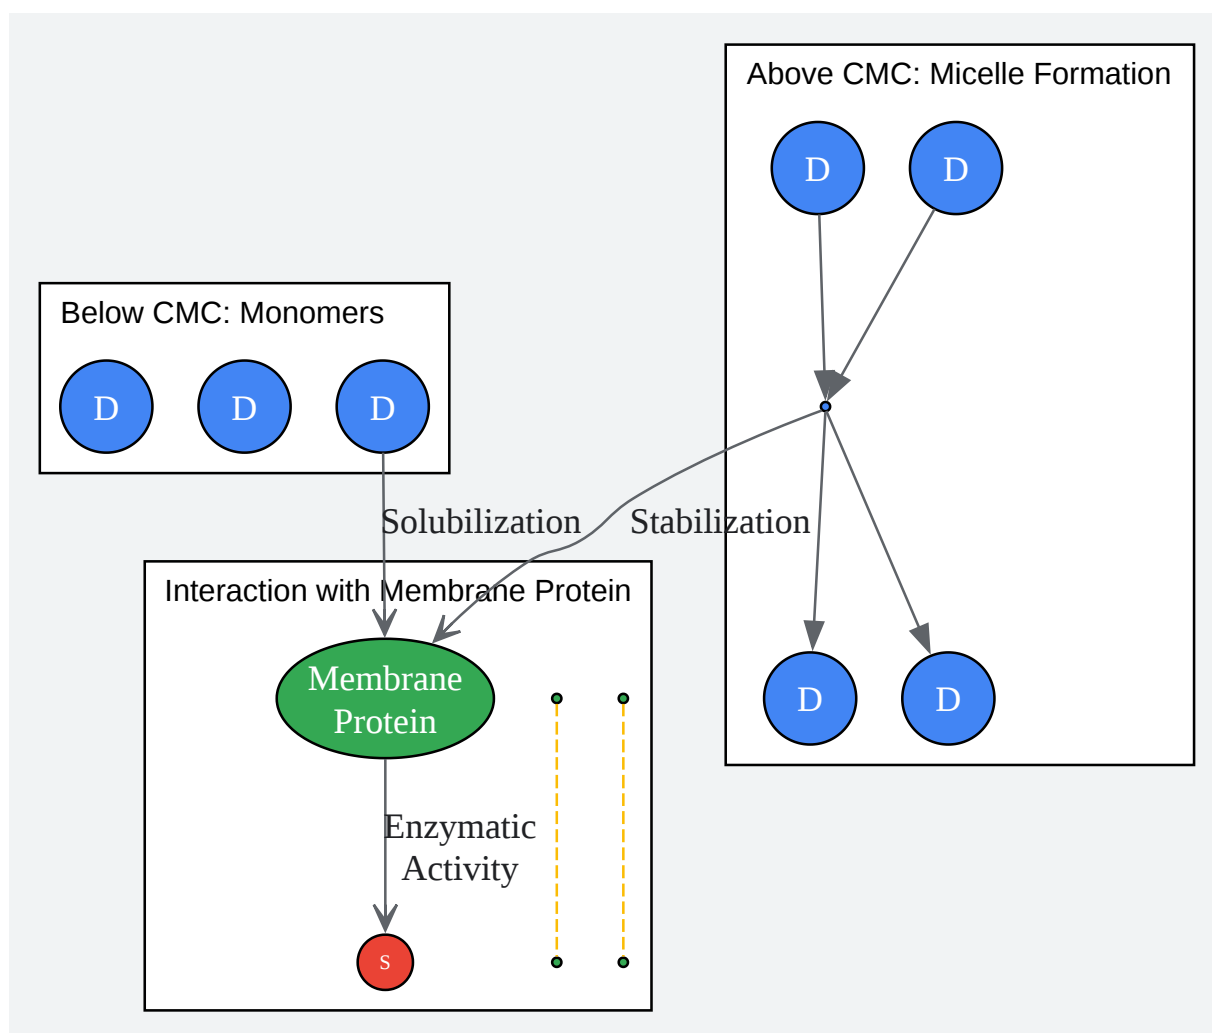 Above CMC: Micelle Formation
D
D
Below CMC: Monomers
D
D
D
Solubilization
Stabilization
Interaction with Membrane Protein
Membrane
Protein
D
D
Enzymatic
Activity
S